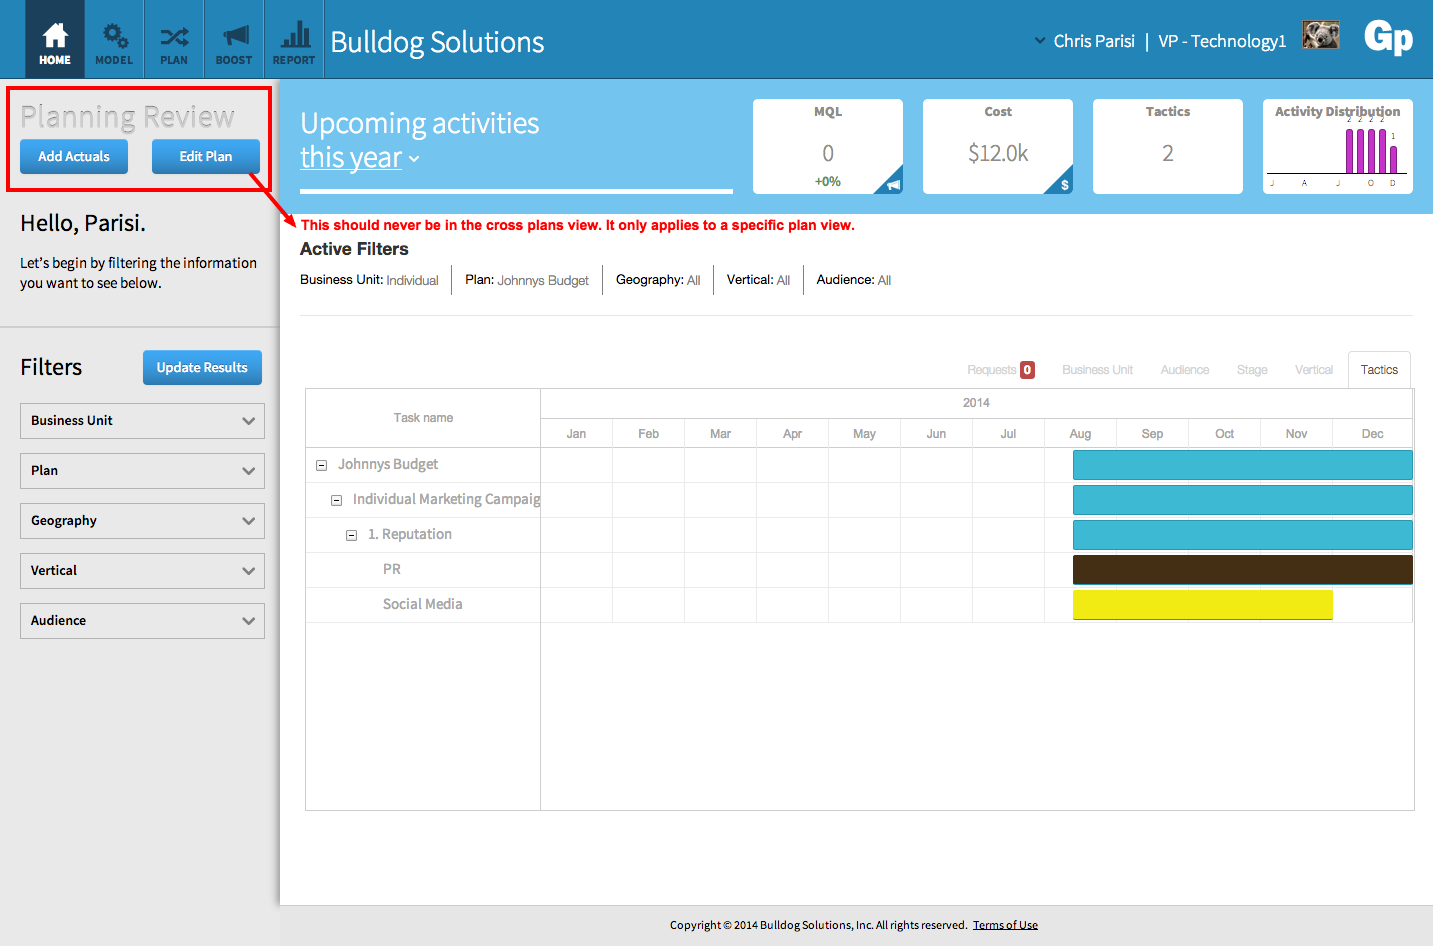 HOME
MODEL
PLAN
BOOST
REPORT
Bulldog Solutions
Chris Parisi | VP - Technology1
Gp
Planning Review
Add Actuals
Edit Plan
Hello, Parisi.
Let's begin by filtering the information
you want to see below.
Filters
Update Results
Business Unit
Plan
Geography
Vertical
Audience
Upcoming activities
this year
MQL
0
+0%
Cost
$12.0k
$
Tactics
2
Activity Distribution
2 2 2 2
1
J A J O D
This should never be in the cross plans view. It only applies to a specific plan view.
Active Filters
Business Unit: Individual
Plan: Johnnys Budget
Geography: All
Vertical: All
Audience: All
Requests 0
Business Unit
Audience
Stage
Vertical
Tactics
Task name
2014
Jan Feb Mar Apr May Jun Jul Aug Sep Oct Nov Dec
Johnnys Budget
Individual Marketing Campaig
1. Reputation
PR
Social Media
Copyright © 2014 Bulldog Solutions, Inc. All rights reserved. Terms of Use